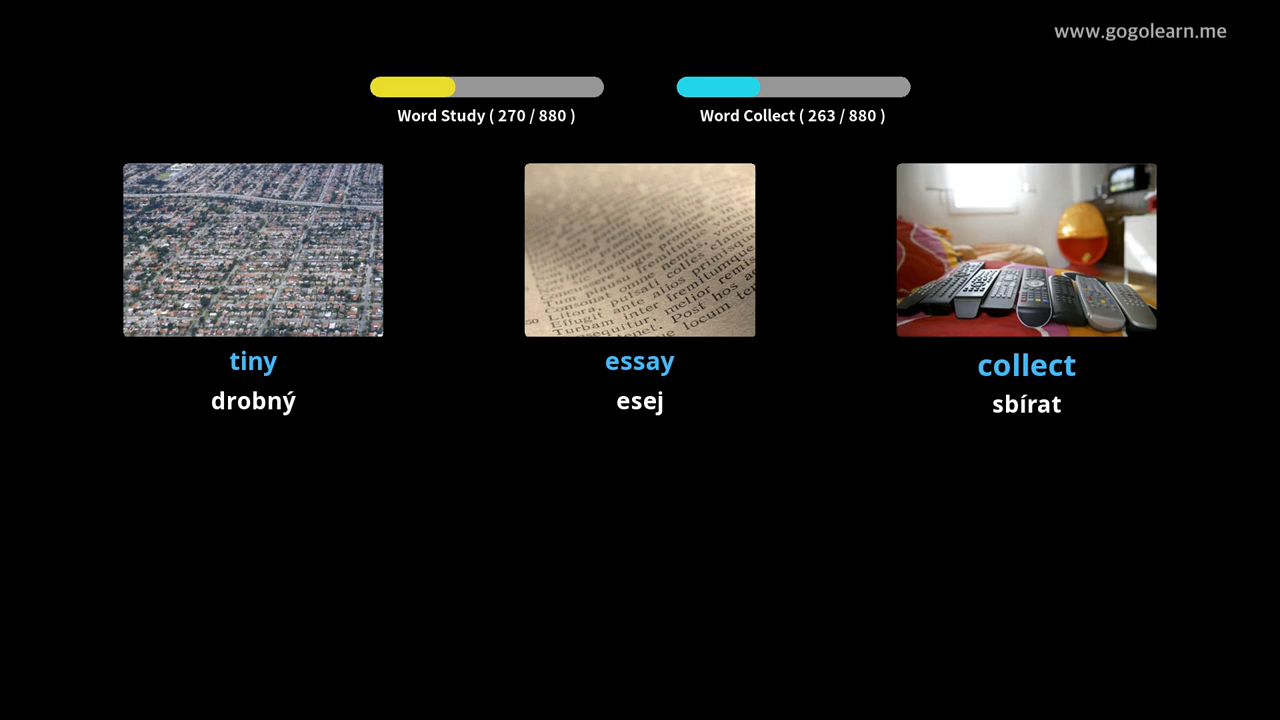 www.gogolearn.me
Word Study ( 270 / 880 )
Word Collect ( 263 / 880 )
tiny
essay
collect
drobný
esej
sbírat